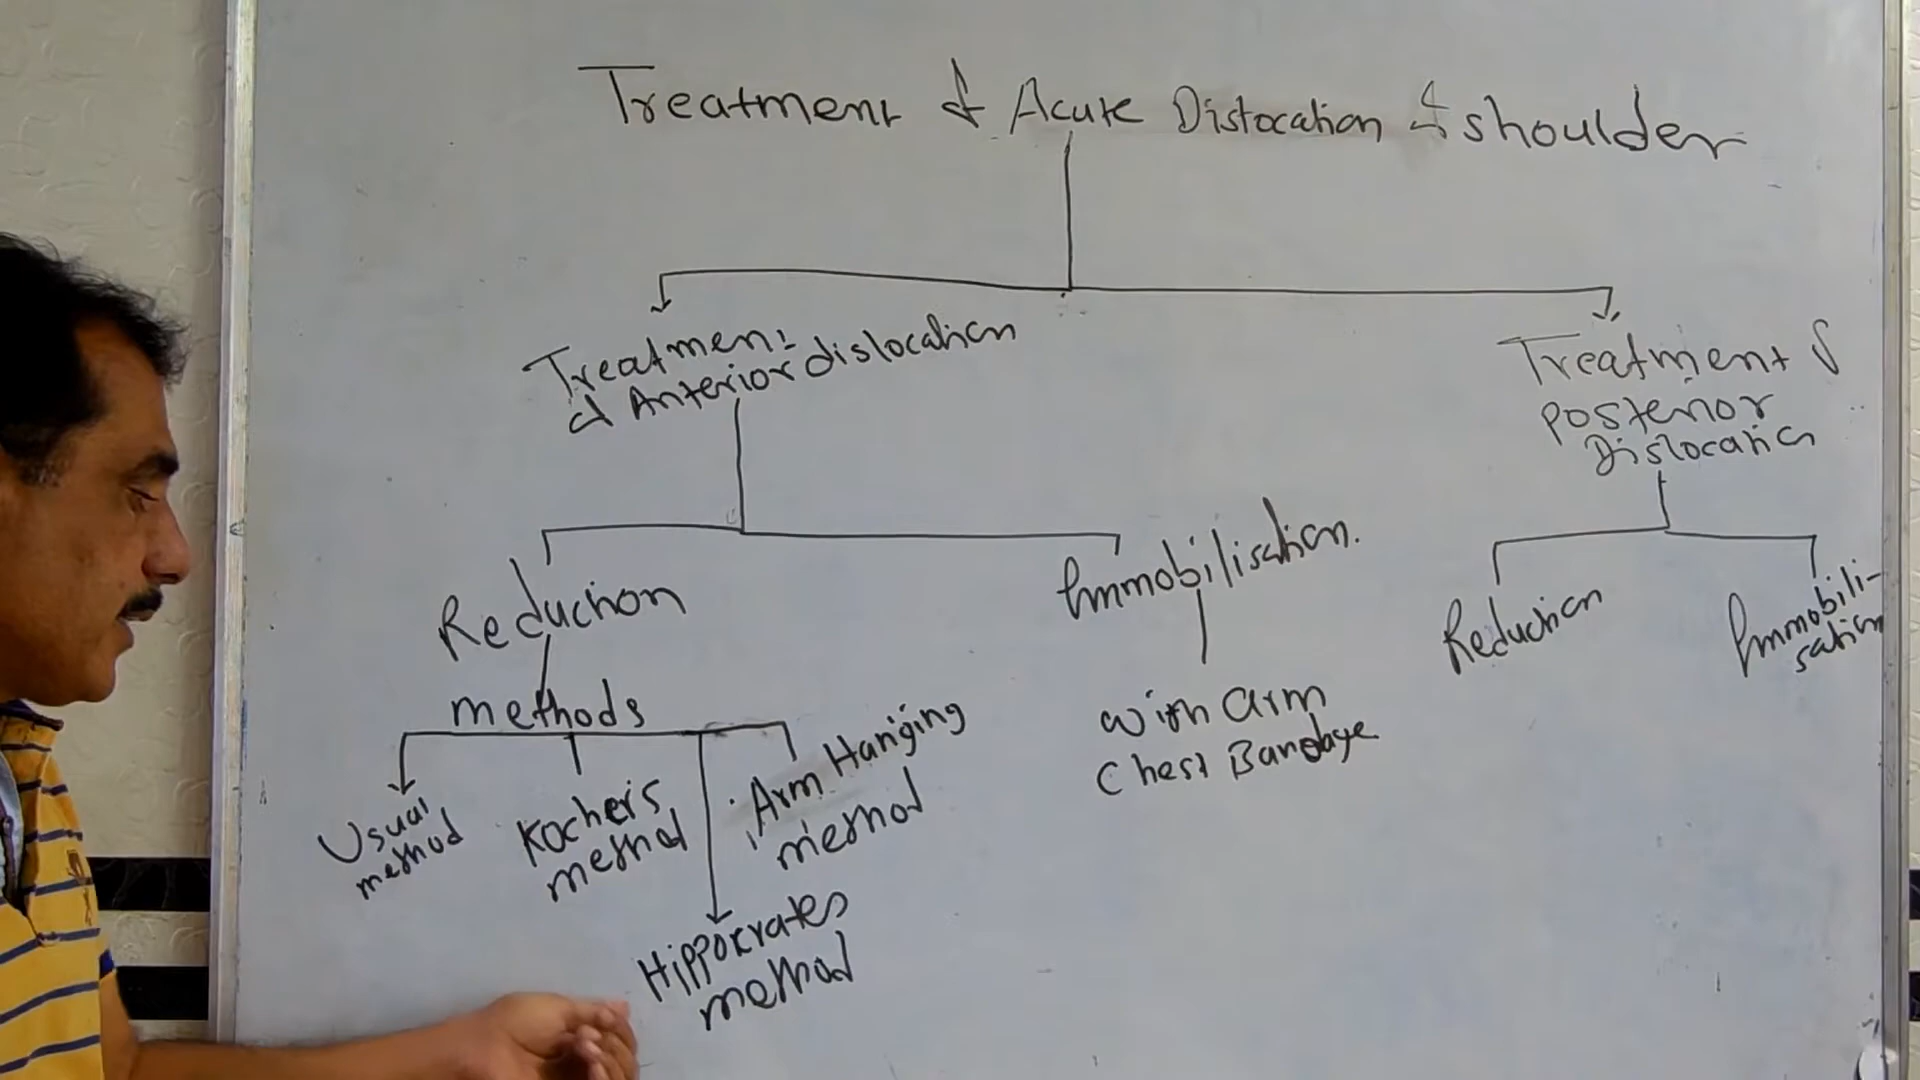 Treatment of Acute Dislocation of shoulder
Treatment
of Anterior dislocation
Treatment of
Posterior
Dislocation
Reduction
Immobilisation.
Reduction
Immobili-
sation
methods
with arm
Chest Bandage
Usual
method
Kocher's
method
Arm Hanging
method
Hippocrates
method